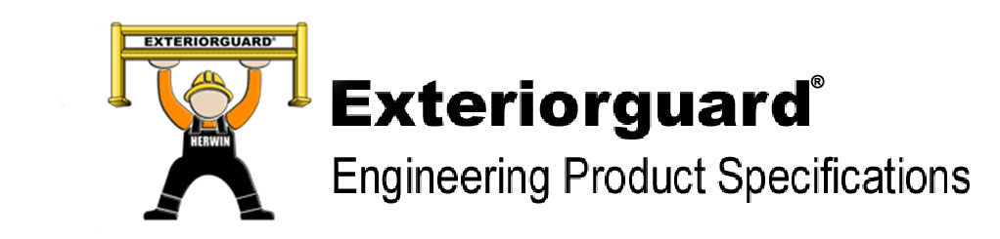 EXTERIORGUARD®
HERWIN
Exteriorguard®
Engineering Product Specifications